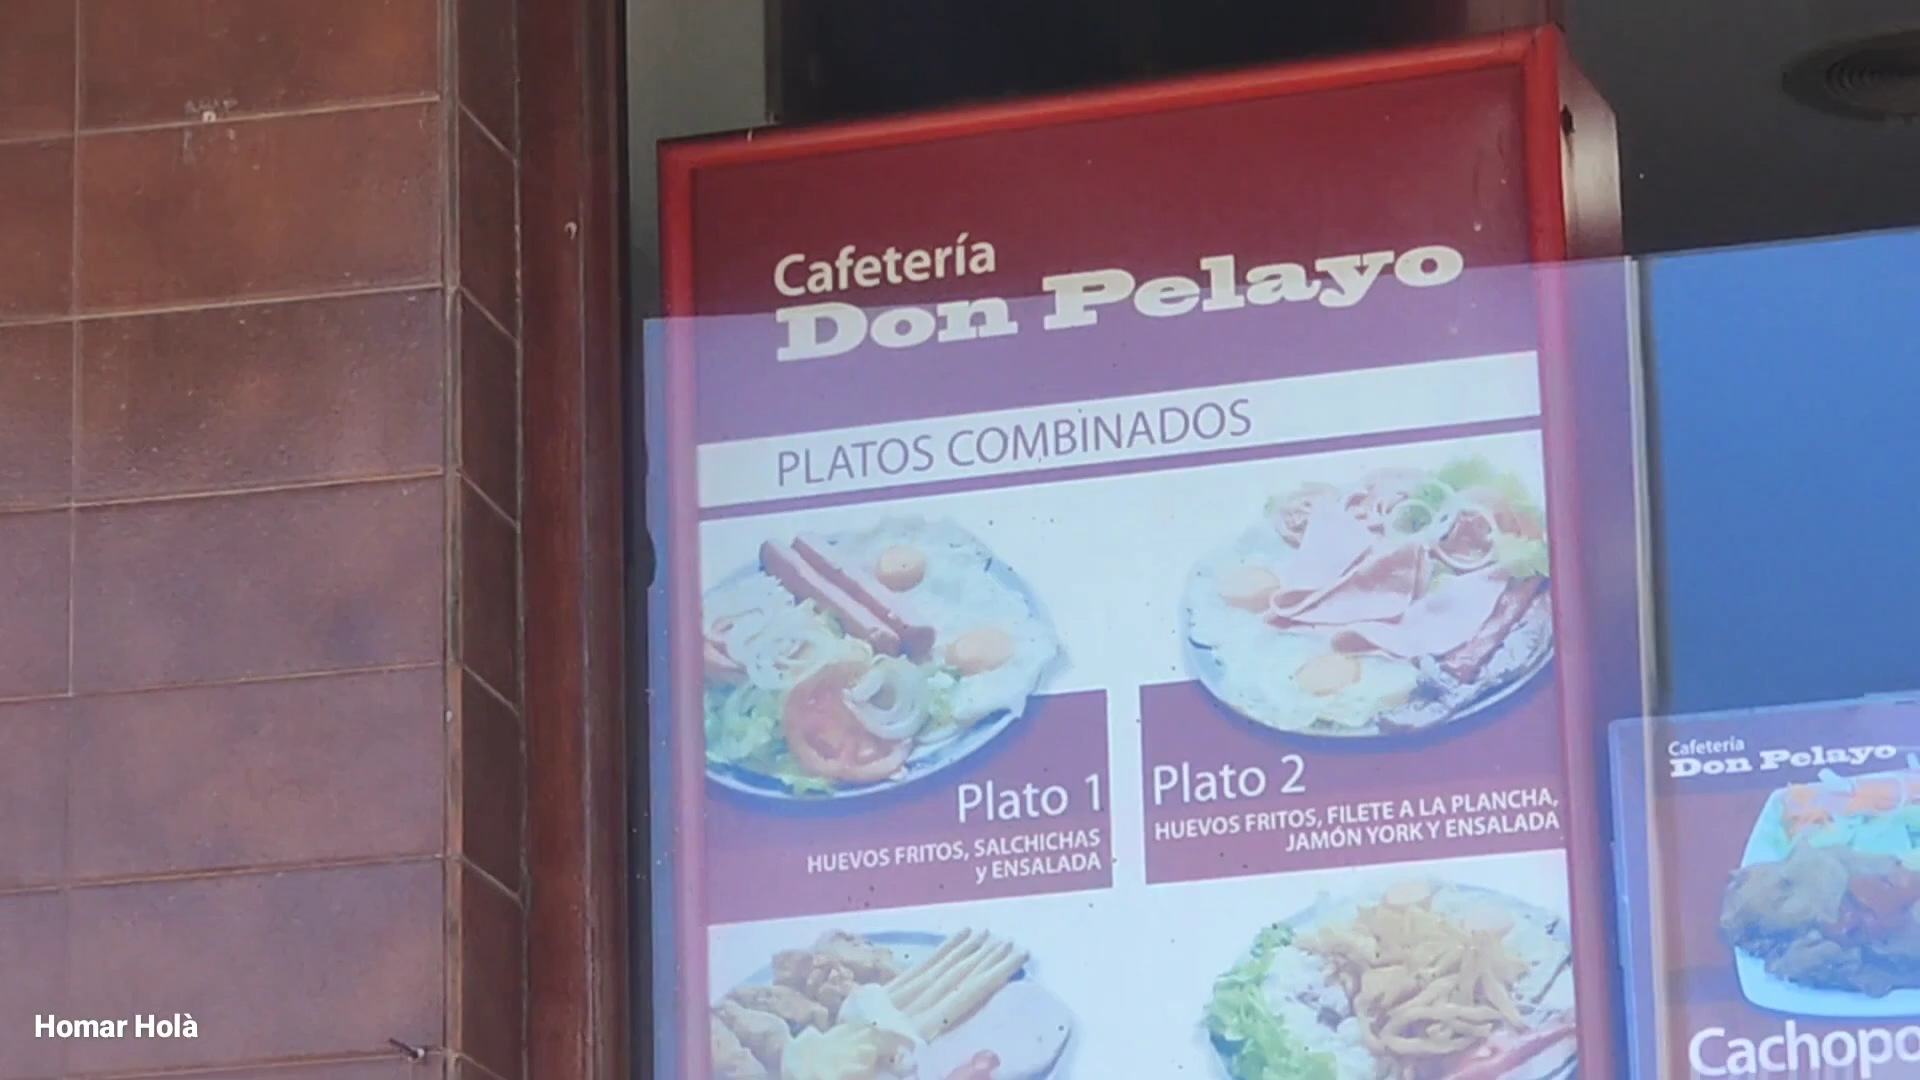 Cafetería
Don Pelayo
PLATOS COMBINADOS
Plato 1
HUEVOS FRITOS, SALCHICHAS
y ENSALADA
Plato 2
HUEVOS FRITOS, FILETE A LA PLANCHA,
JAMÓN YORK Y ENSALADA
Cafetería
Don Pelayo
Cachopo
Homar Holà